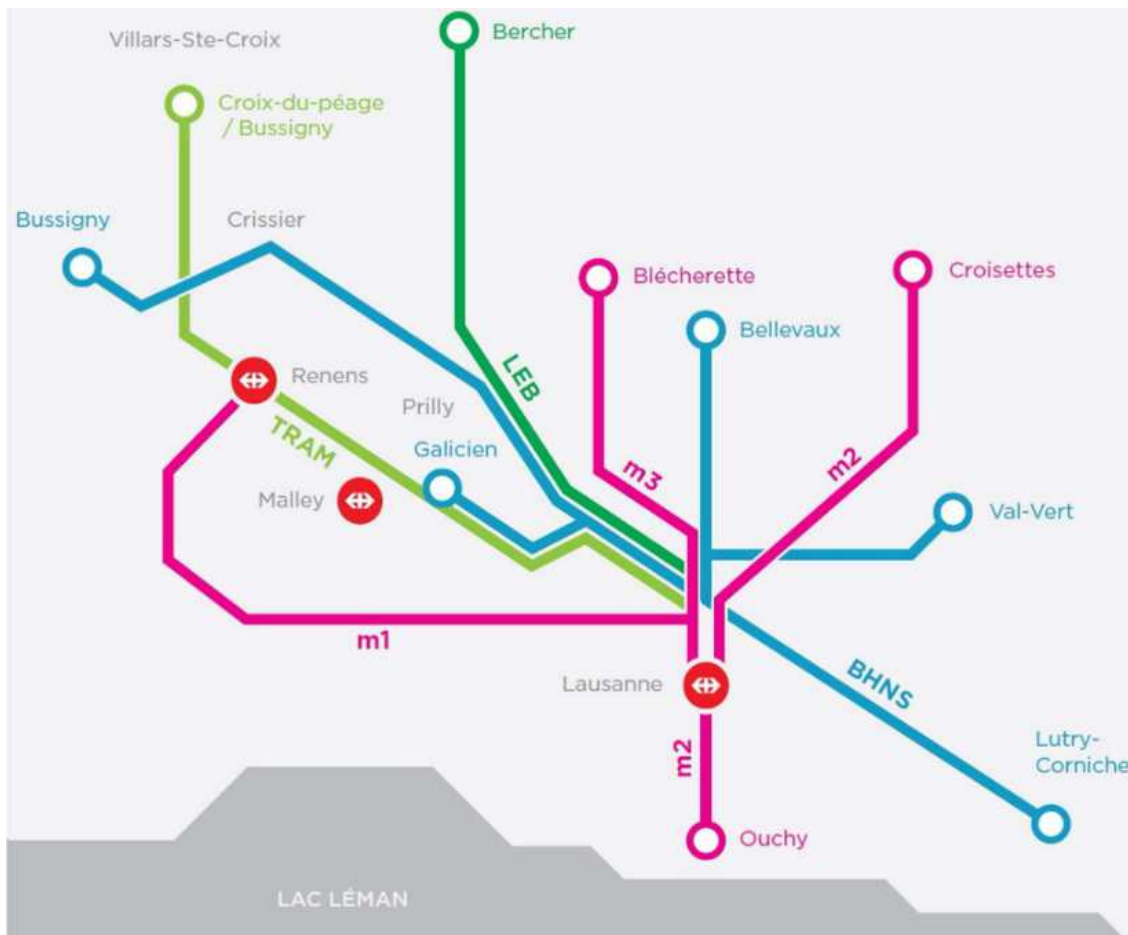 Villars-Ste-Croix
Bercher
Croix-du-péage
/ Bussigny
Bussigny
Crissier
Blécherette
Croisettes
Bellevaux
LEB
Renens
Prilly
TRAM
Galicien
m3
m2
Malley
Val-Vert
m1
Lausanne
BHNS
m2
Lutry-
Corniche
Ouchy
LAC LÉMAN